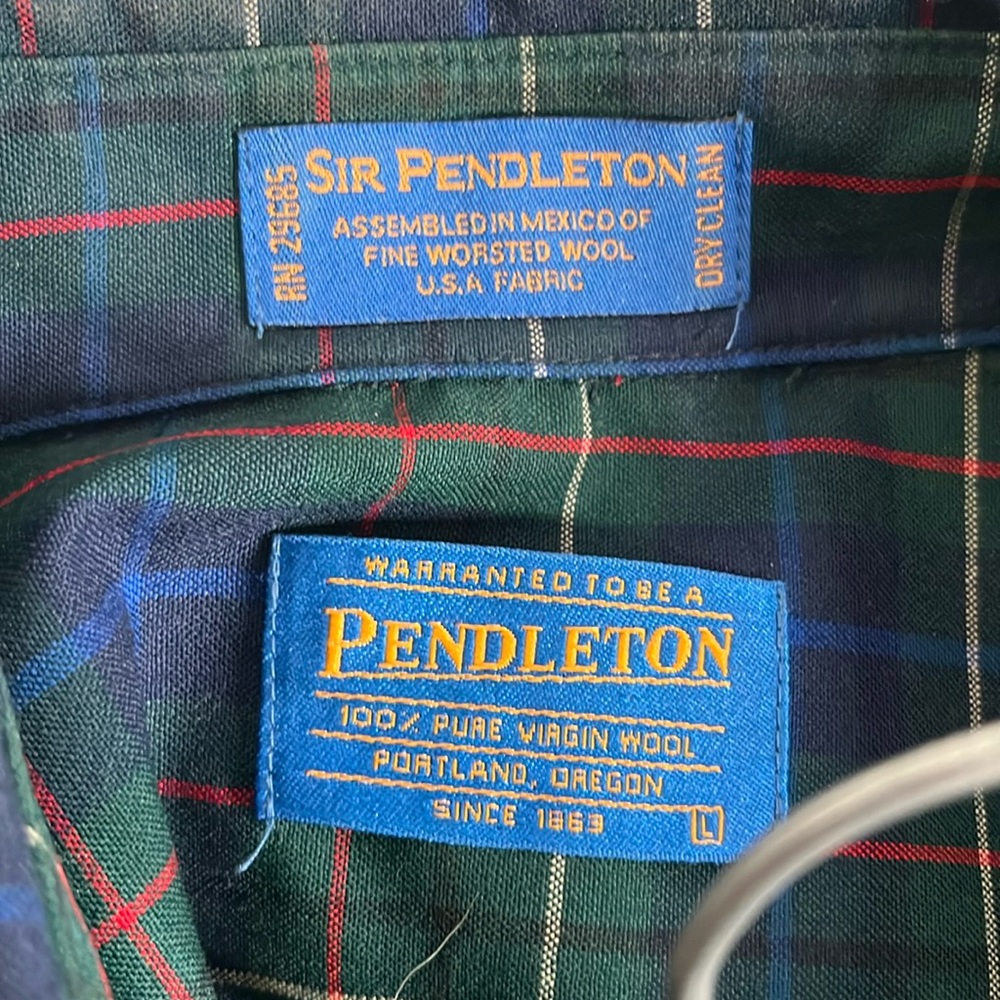 RN 29685
SIR PENDLETON
ASSEMBLED IN MEXICO OF
FINE WORSTED WOOL
U.S.A FABRIC
DRY CLEAN
WARRANTED TO BE A
PENDLETON
100% PURE VIRGIN WOOL
PORTLAND, OREGON
SINCE 1863
L